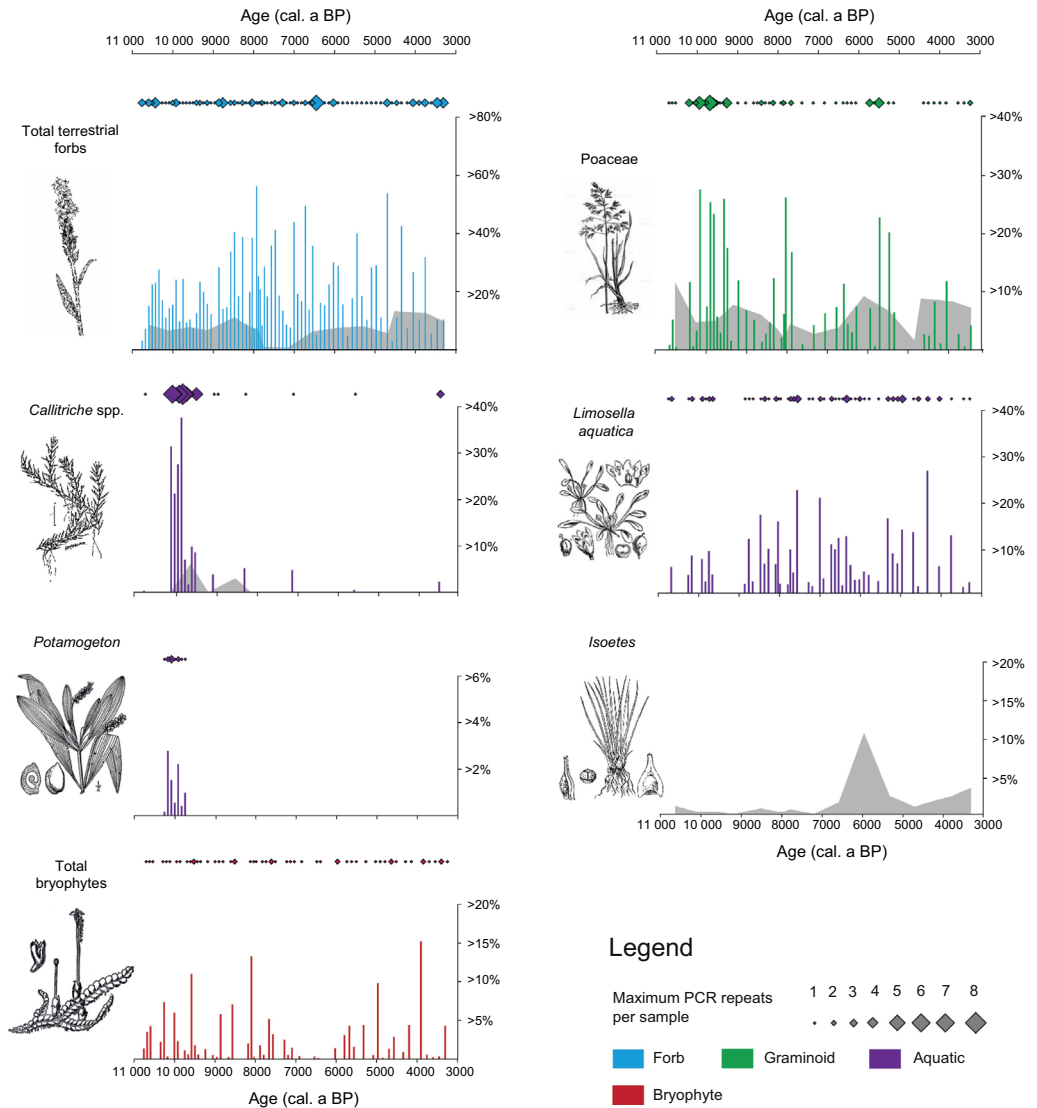 Age (cal. a BP)
11 000 10 000 9000 8000 7000 6000 5000 4000 3000
Total terrestrial
forbs
>80%
>60%
>40%
>20%
Callitriche spp.
>40%
>30%
>20%
>10%
Potamogeton
>6%
>4%
>2%
Total
bryophytes
>20%
>15%
>10%
>5%
11 000 10 000 9000 8000 7000 6000 5000 4000 3000
Age (cal. a BP)
Age (cal. a BP)
11 000 10 000 9000 8000 7000 6000 5000 4000 3000
Poaceae
>40%
>30%
>20%
>10%
Limosella
aquatica
>40%
>30%
>20%
>10%
Isoetes
>20%
>15%
>10%
>5%
11 000 10 000 9000 8000 7000 6000 5000 4000 3000
Age (cal. a BP)
Legend
Maximum PCR repeats
per sample
1 2 3 4 5 6 7 8
Forb Graminoid Aquatic
Bryophyte